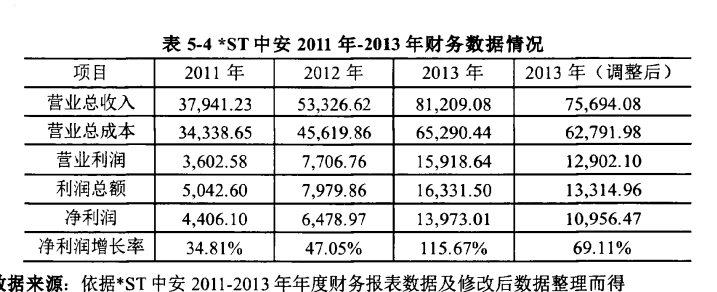 表 5-4 *ST 中安 2011 年-2013 年财务数据情况
项目 2011 年 2012 年 2013 年 2013 年（调整后）
营业总收入 37,941.23 53,326.62 81,209.08 75,694.08
营业总成本 34,338.65 45,619.86 65,290.44 62,791.98
营业利润 3,602.58 7,706.76 15,918.64 12,902.10
利润总额 5,042.60 7,979.86 16,331.50 13,314.96
净利润 4,406.10 6,478.97 13,973.01 10,956.47
净利润增长率 34.81% 47.05% 115.67% 69.11%
数据来源：依据*ST 中安 2011-2013 年年度财务报表数据及修改后数据整理而得